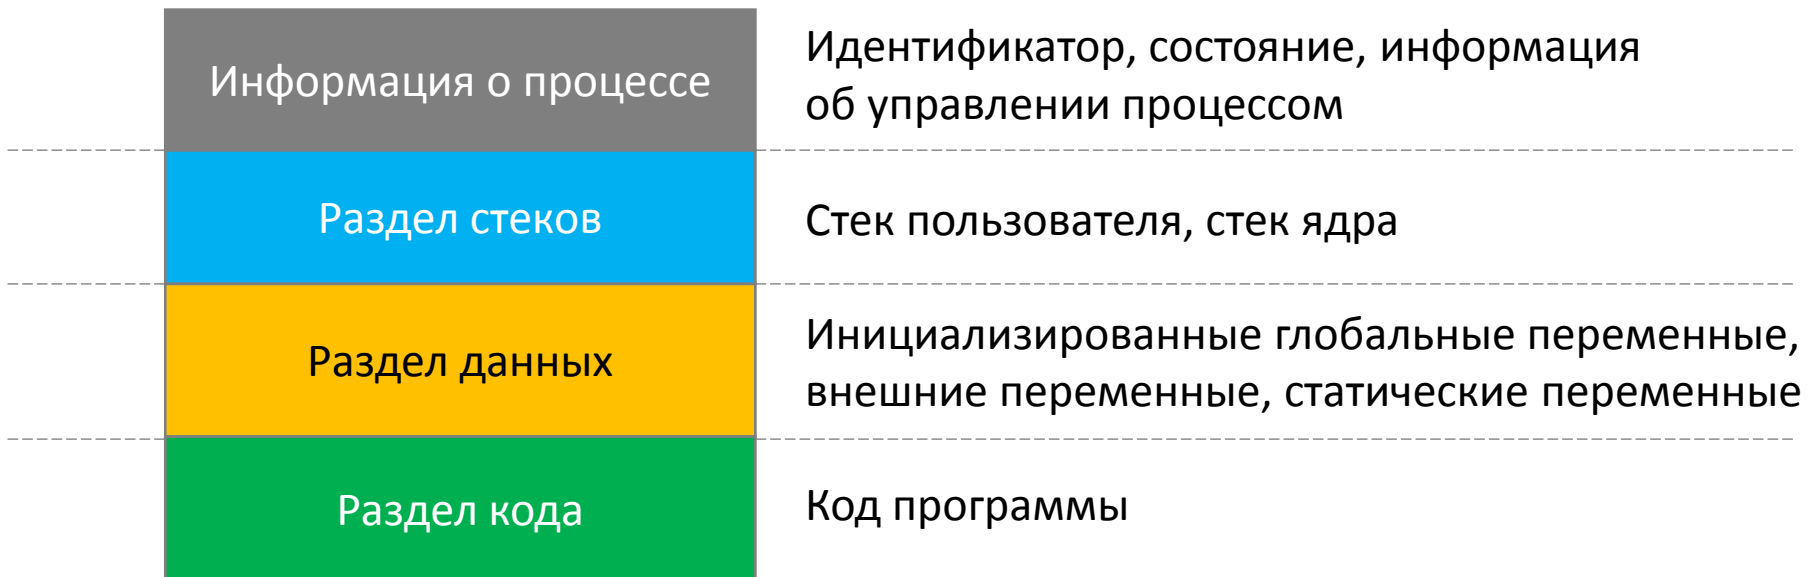 Информация о процессе
Идентификатор, состояние, информация
об управлении процессом
Раздел стеков
Стек пользователя, стек ядра
Раздел данных
Инициализированные глобальные переменные,
внешние переменные, статические переменные
Раздел кода
Код программы